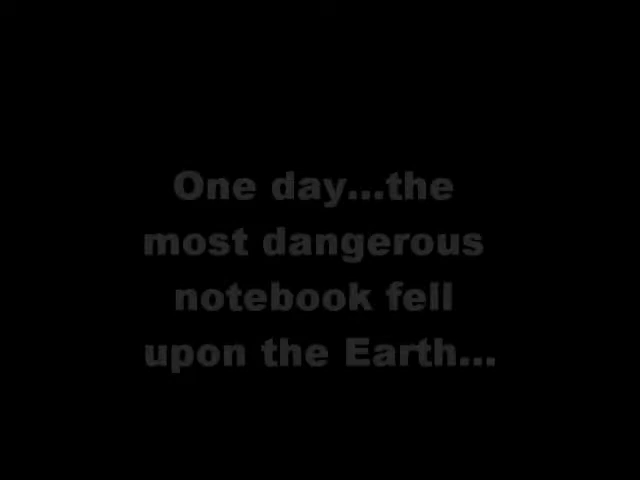 One day...the
most dangerous
notebook fell
upon the Earth...